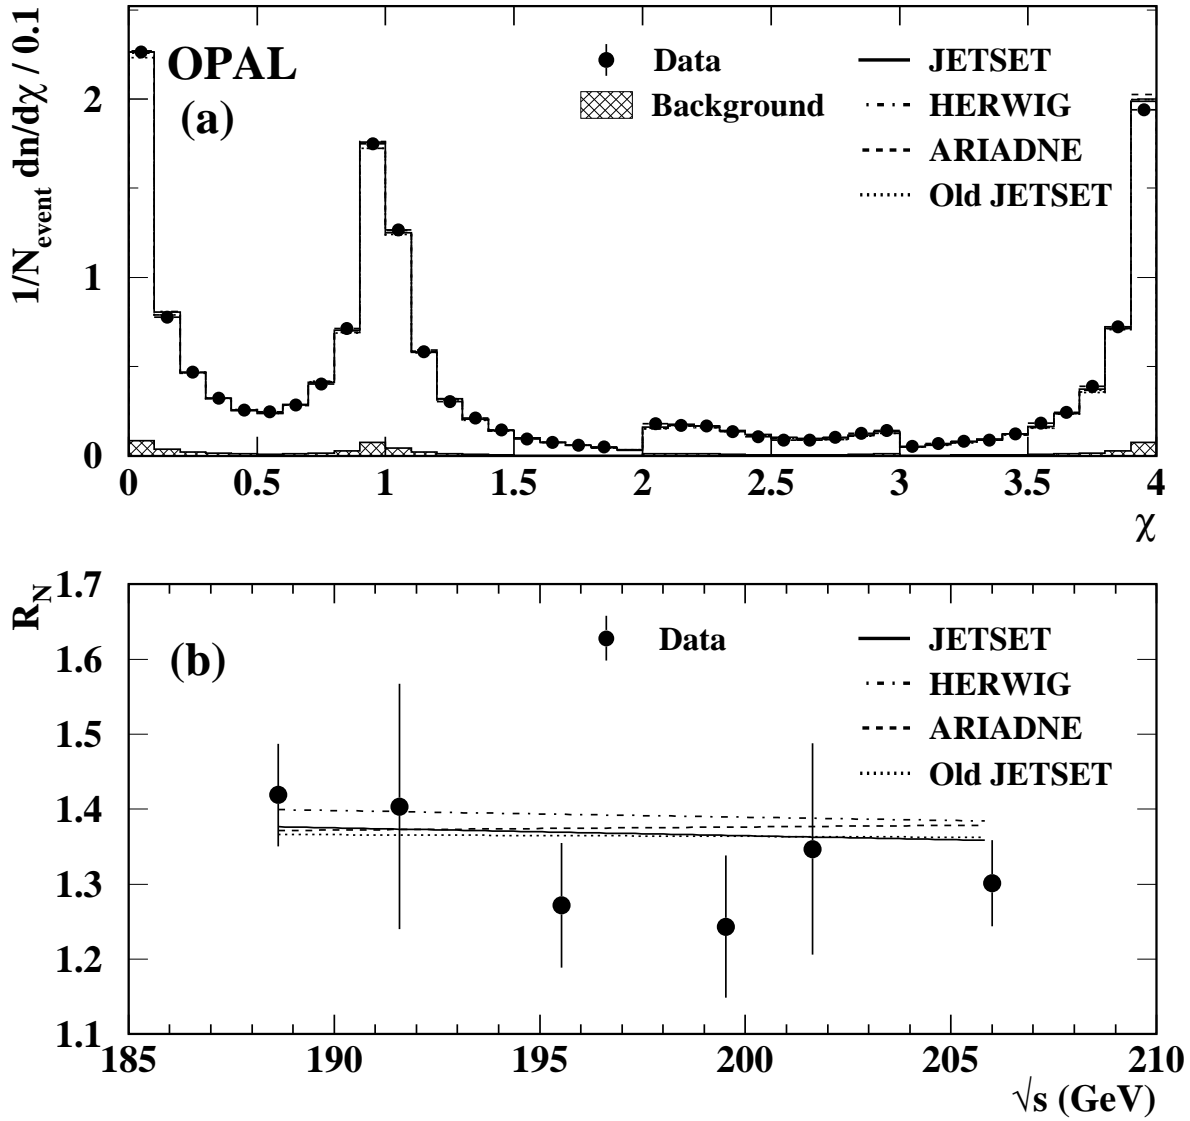 1/N_event dn/dχ / 0.1
OPAL
(a)
Data
Background
JETSET
HERWIG
ARIADNE
Old JETSET
2
1
0
0 0.5 1 1.5 2 2.5 3 3.5 4
χ
R_N
1.7
(b)
Data
JETSET
HERWIG
ARIADNE
Old JETSET
1.6
1.5
1.4
1.3
1.2
1.1
185 190 195 200 205 210
√s (GeV)